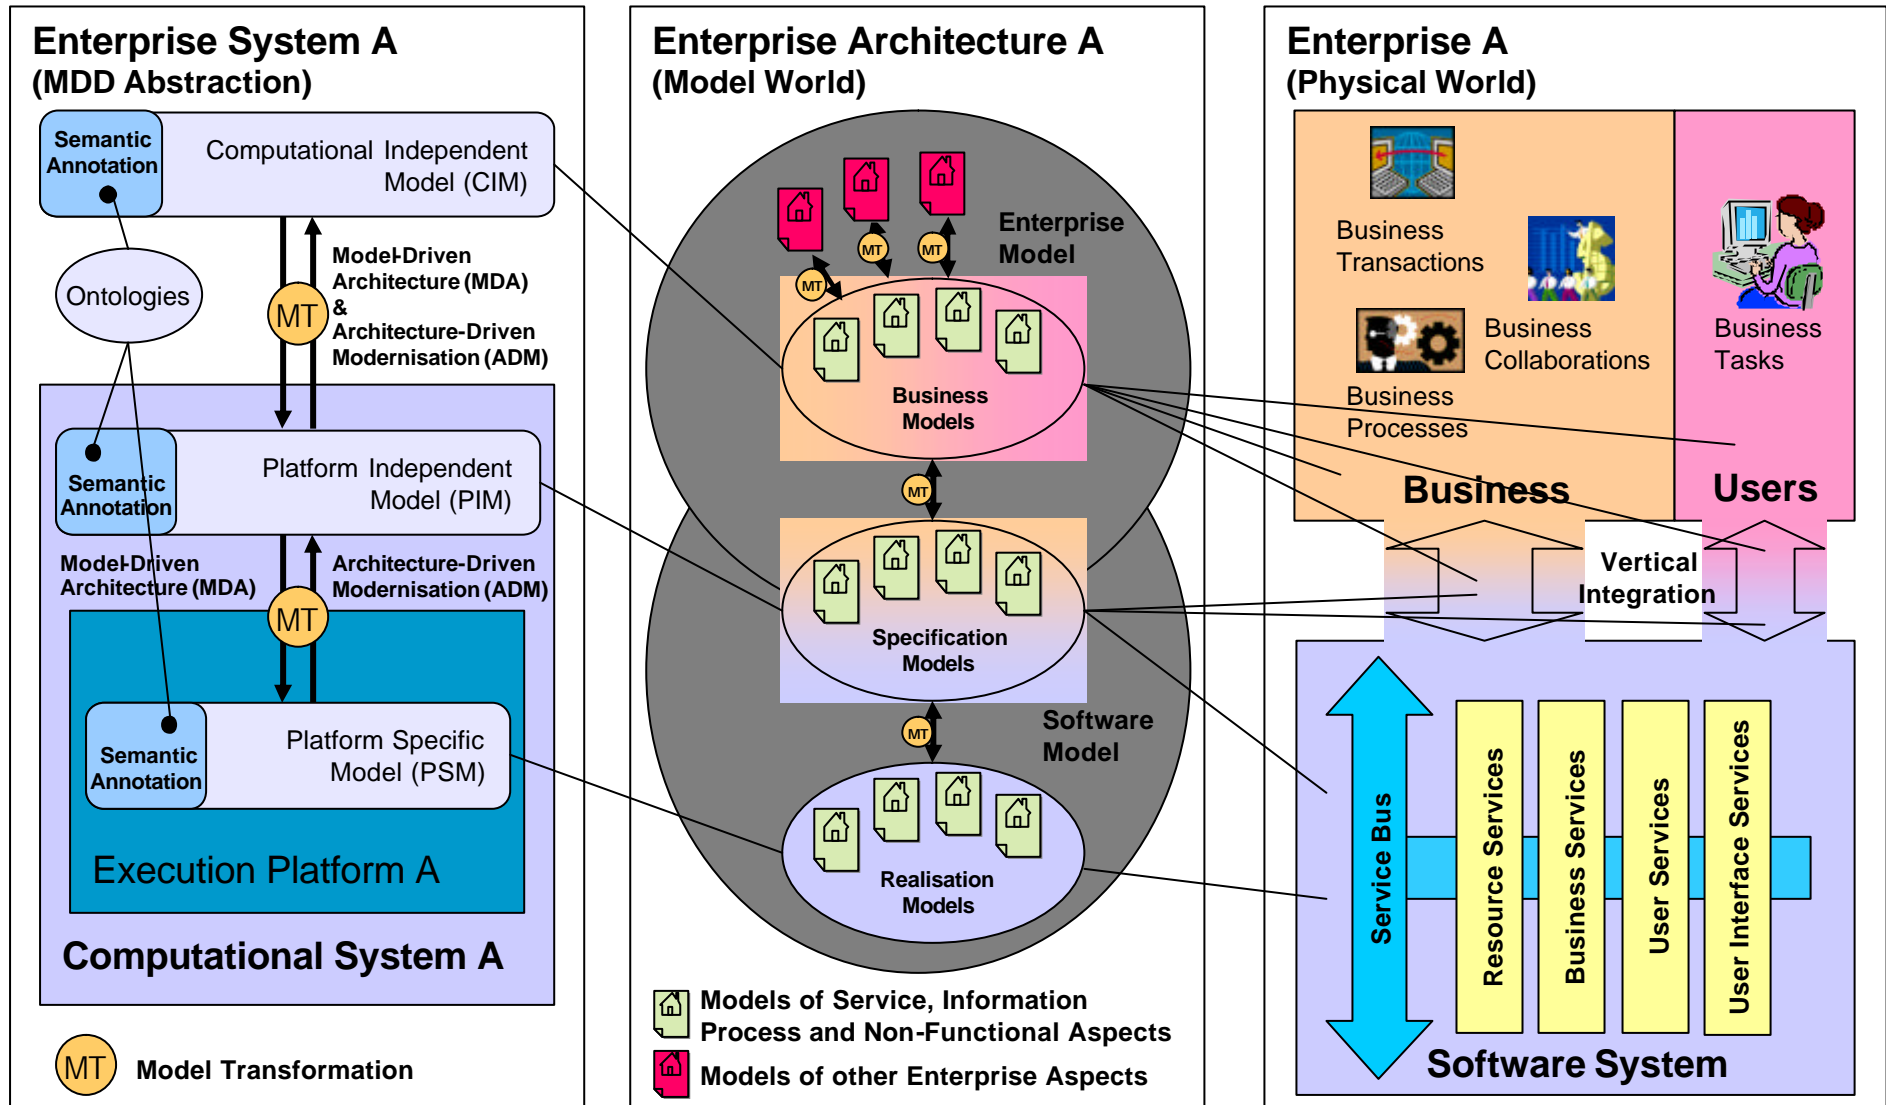 Enterprise System A
(MDD Abstraction)
Semantic
Annotation
Computational Independent
Model (CIM)
Ontologies
MT
Model-Driven
Architecture (MDA)
&
Architecture-Driven
Modernisation (ADM)
Semantic
Annotation
Platform Independent
Model (PIM)
Model-Driven
Architecture (MDA)
MT
Architecture-Driven
Modernisation (ADM)
Semantic
Annotation
Platform Specific
Model (PSM)
Execution Platform A
Computational System A
MT
Model Transformation
Enterprise Architecture A
(Model World)
Enterprise
Model
MT
MT
MT
Business
Models
MT
Specification
Models
MT
Software
Model
Realisation
Models
Models of Service, Information
Process and Non-Functional Aspects
Models of other Enterprise Aspects
Enterprise A
(Physical World)
Business
Transactions
Business
Collaborations
Business
Processes
Business
Tasks
Business
Users
Vertical
Integration
Service Bus
Resource Services
Business Services
User Services
User Interface Services
Software System